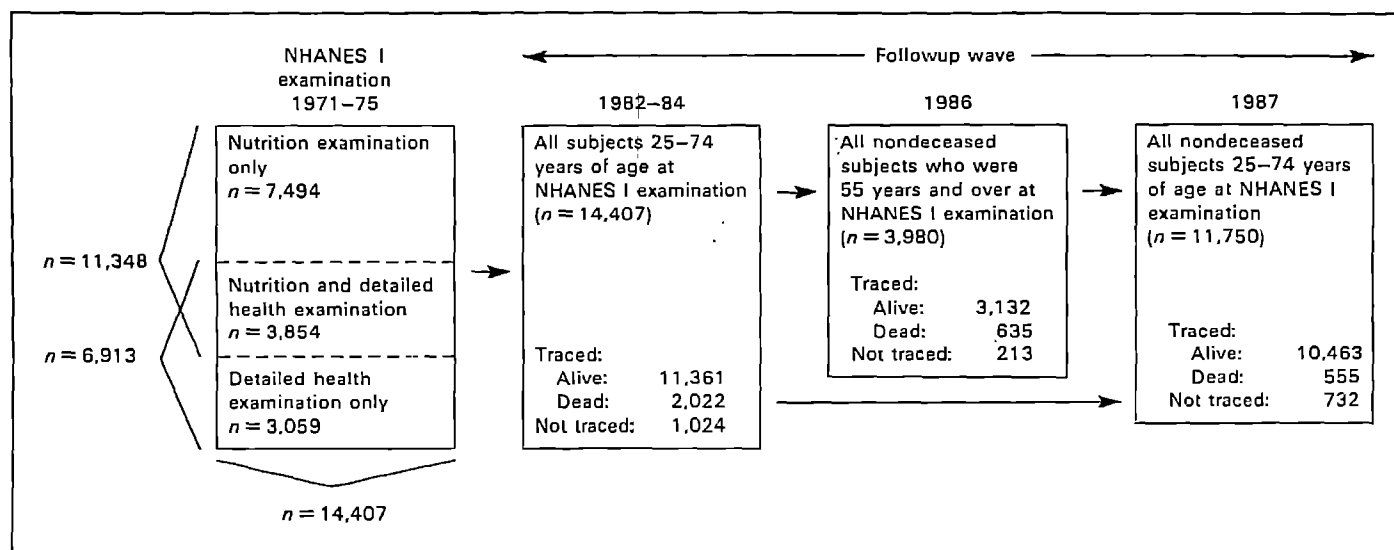 NHANES I
examination
1971–75
Followup wave
1982–84
1986
1987
n = 11,348
n = 6,913
Nutrition examination
only
n = 7,494
Nutrition and detailed
health examination
n = 3,854
Detailed health
examination only
n = 3,059
n = 14,407
All subjects 25–74
years of age at
NHANES I examination
(n = 14,407)
Traced:
Alive: 11,361
Dead: 2,022
Not traced: 1,024
All nondeceased
subjects who were
55 years and over at
NHANES I examination
(n = 3,980)
Traced:
Alive: 3,132
Dead: 635
Not traced: 213
All nondeceased
subjects 25–74 years
of age at NHANES I
examination
(n = 11,750)
Traced:
Alive: 10,463
Dead: 555
Not traced: 732